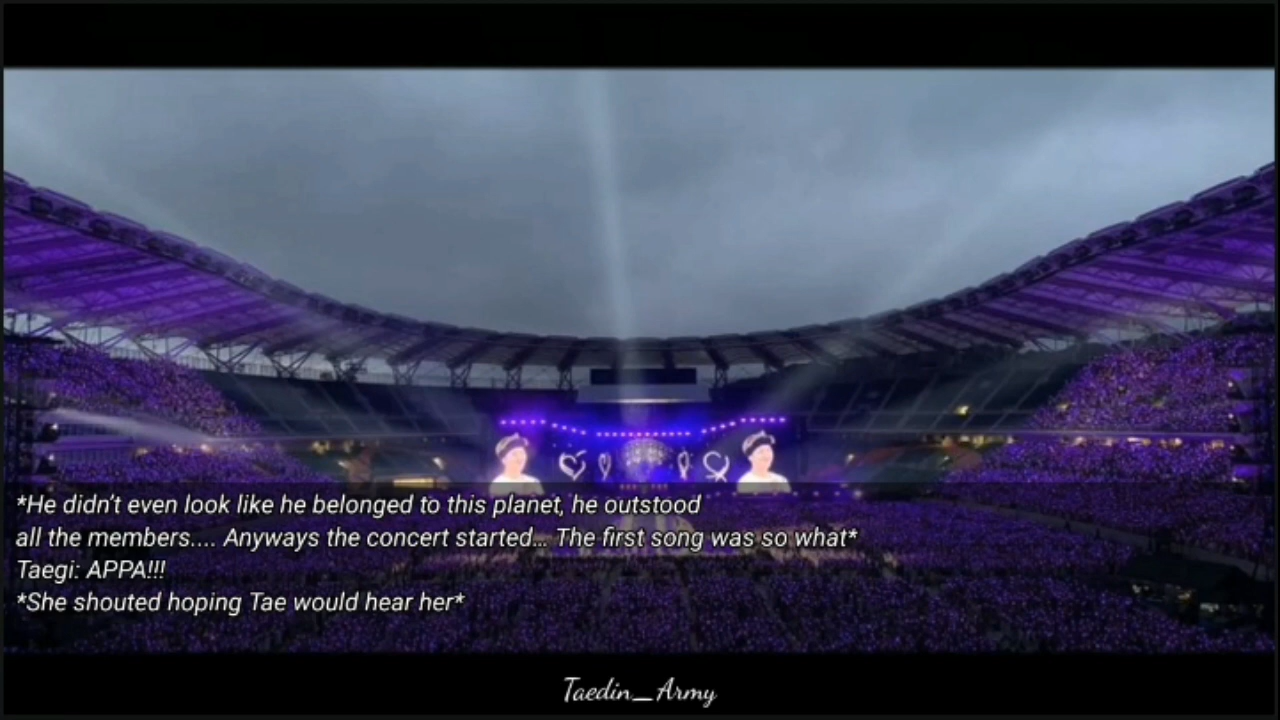 *He didn't even look like he belonged to this planet, he outstood
all the members.... Anyways the concert started... The first song was so what*
Taegi: APPA!!!
*She shouted hoping Tae would hear her*
Taedin_Army